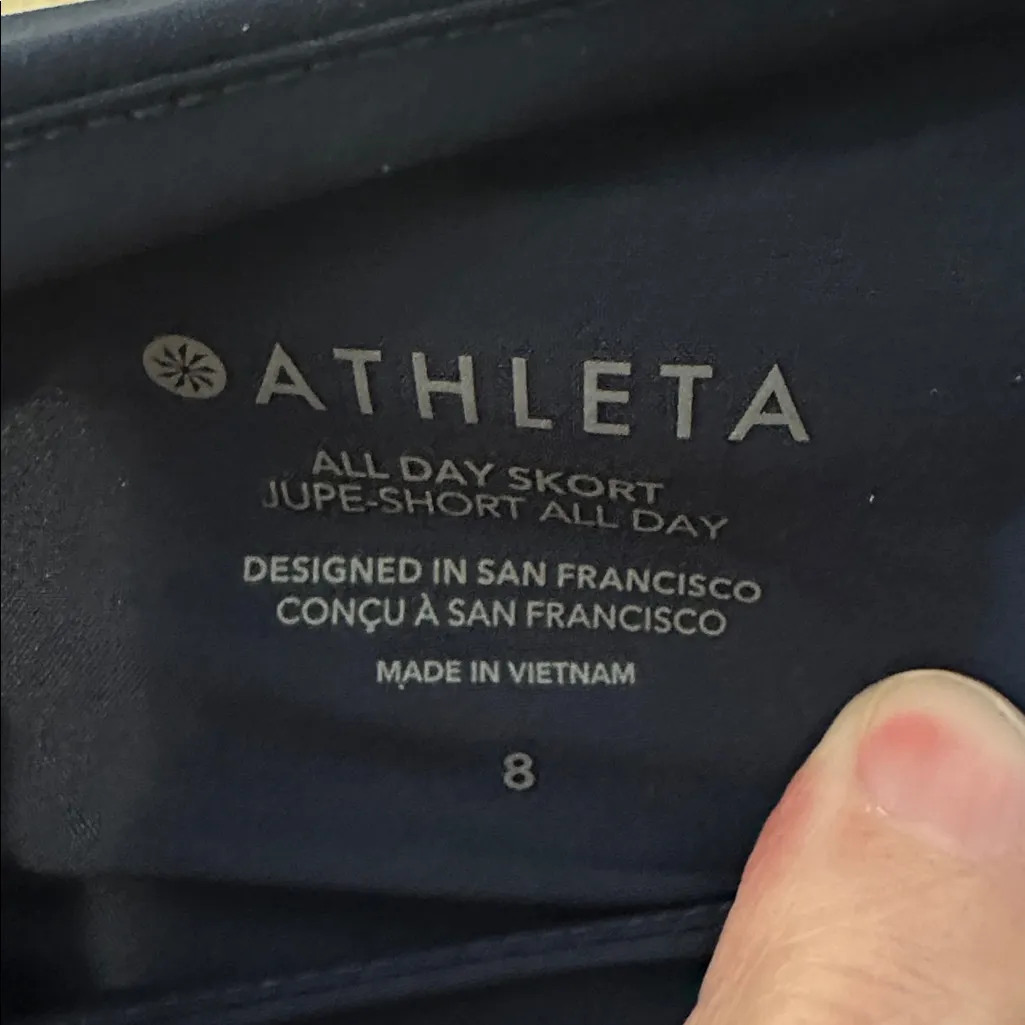 ATHLETA
ALL DAY SKORT
JUPE-SHORT ALL DAY
DESIGNED IN SAN FRANCISCO
CONÇU À SAN FRANCISCO
MADE IN VIETNAM
8